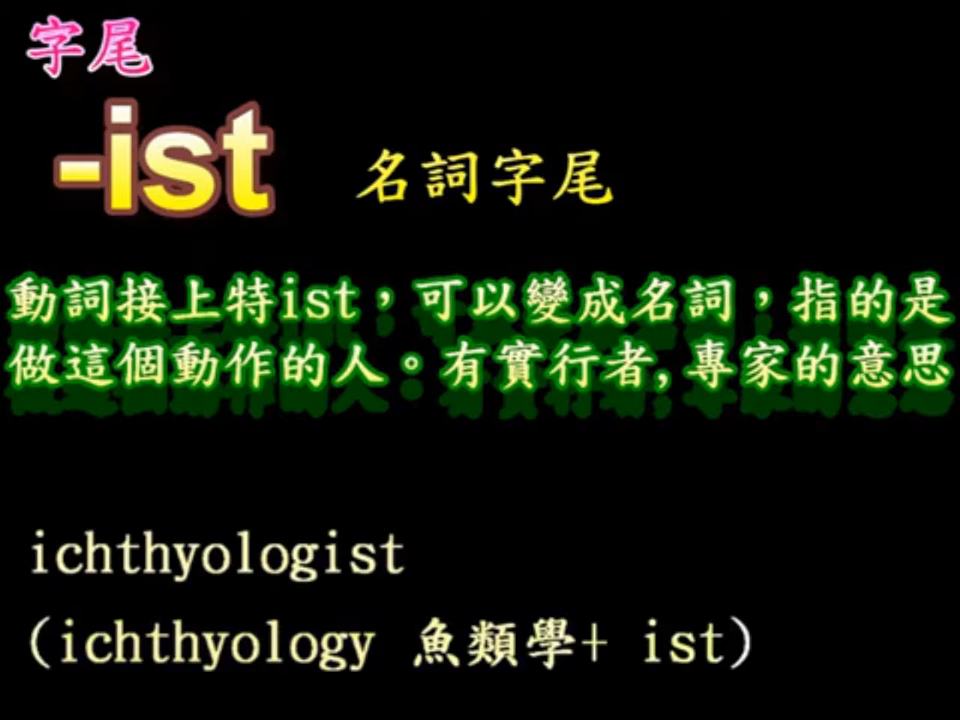 字尾
-ist 名詞字尾
動詞接上特ist，可以變成名詞，指的是
做這個動作的人。有實行者,專家的意思
ichthyologist
(ichthyology 魚類學+ ist)